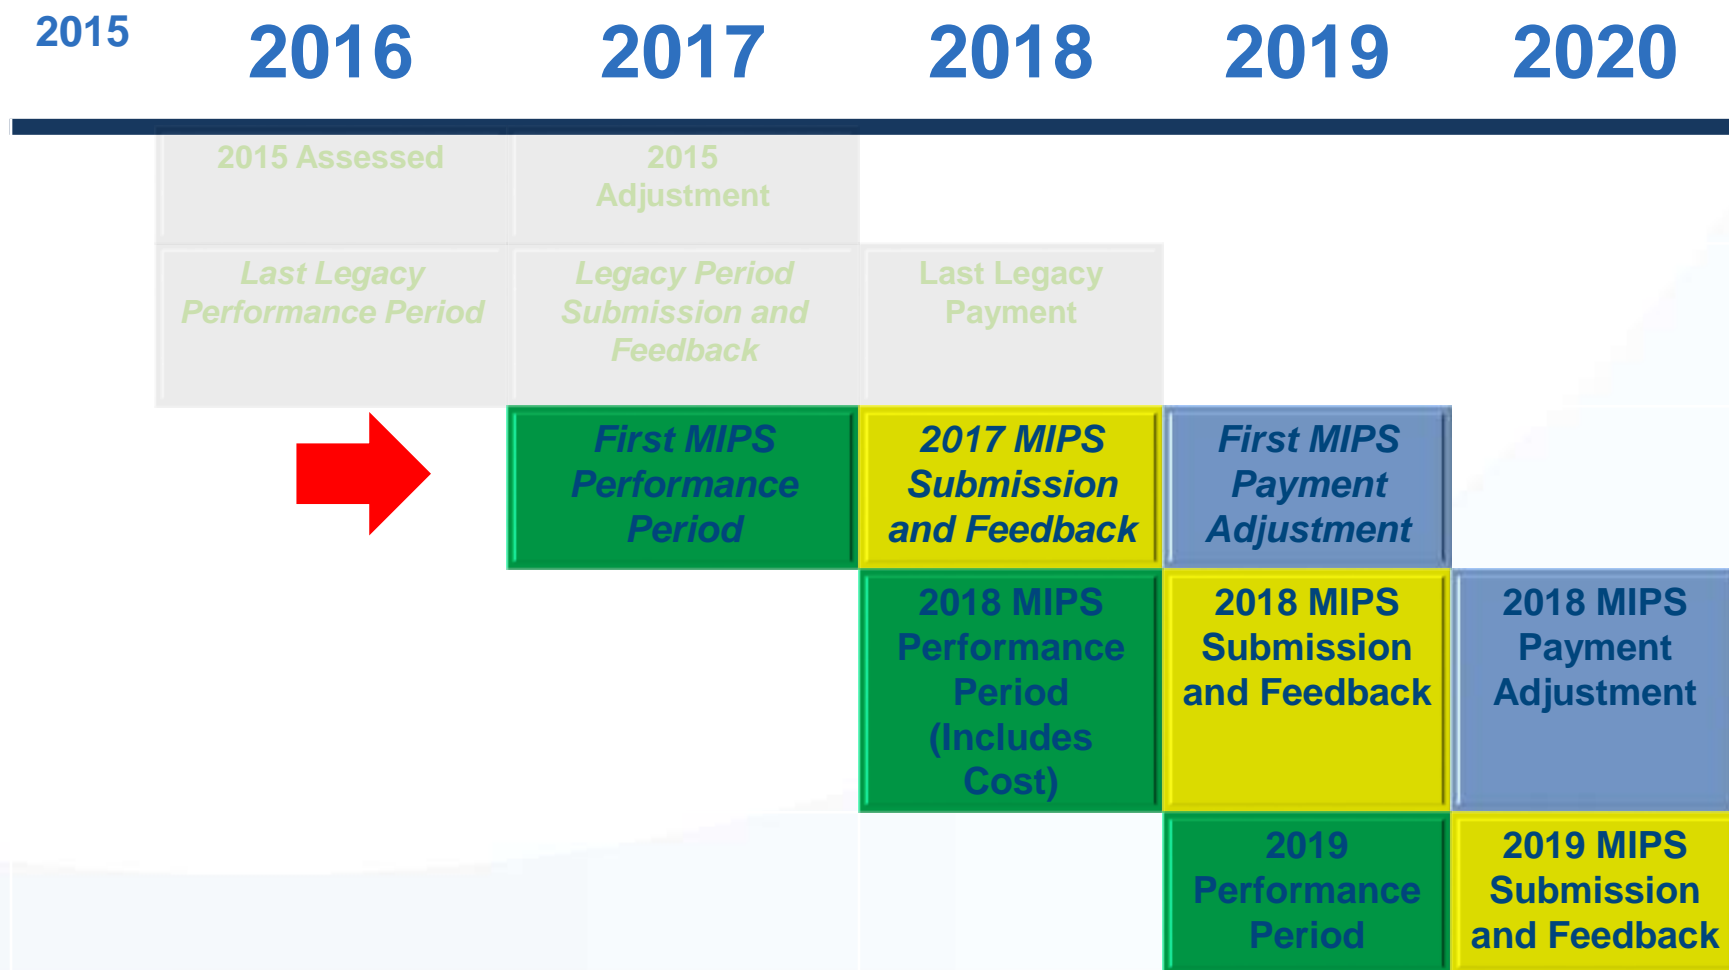 2015 2016 2017 2018 2019 2020
2015 Assessed
2015
Adjustment
Last Legacy
Performance Period
Legacy Period
Submission and
Feedback
Last Legacy
Payment
First MIPS
Performance
Period
2017 MIPS
Submission
and Feedback
First MIPS
Payment
Adjustment
2018 MIPS
Performance
Period
(Includes
Cost)
2018 MIPS
Submission
and Feedback
2018 MIPS
Payment
Adjustment
2019
Performance
Period
2019 MIPS
Submission
and Feedback